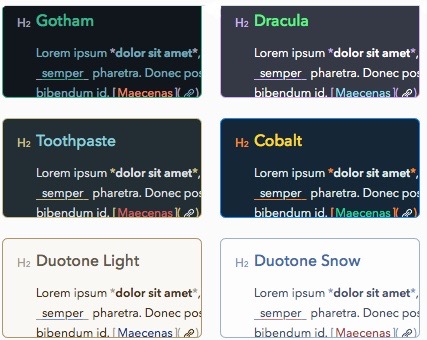 H2 Gotham
Lorem ipsum *dolor sit amet*,
semper pharetra. Donec pos
bibendum id. [Maecenas](
H2 Dracula
Lorem ipsum *dolor sit amet*,
semper pharetra. Donec pos
bibendum id. [Maecenas]( )
H2 Toothpaste
Lorem ipsum *dolor sit amet*,
semper pharetra. Donec pos
bibendum id. [Maecenas]( )
H2 Cobalt
Lorem ipsum *dolor sit amet*,
semper pharetra. Donec pos
bibendum id. [Maecenas]( )
H2 Duotone Light
Lorem ipsum *dolor sit amet*,
semper pharetra. Donec pos
bibendum id. [Maecenas]( )
H2 Duotone Snow
Lorem ipsum *dolor sit amet*,
semper pharetra. Donec pos
bibendum id. [Maecenas]( )